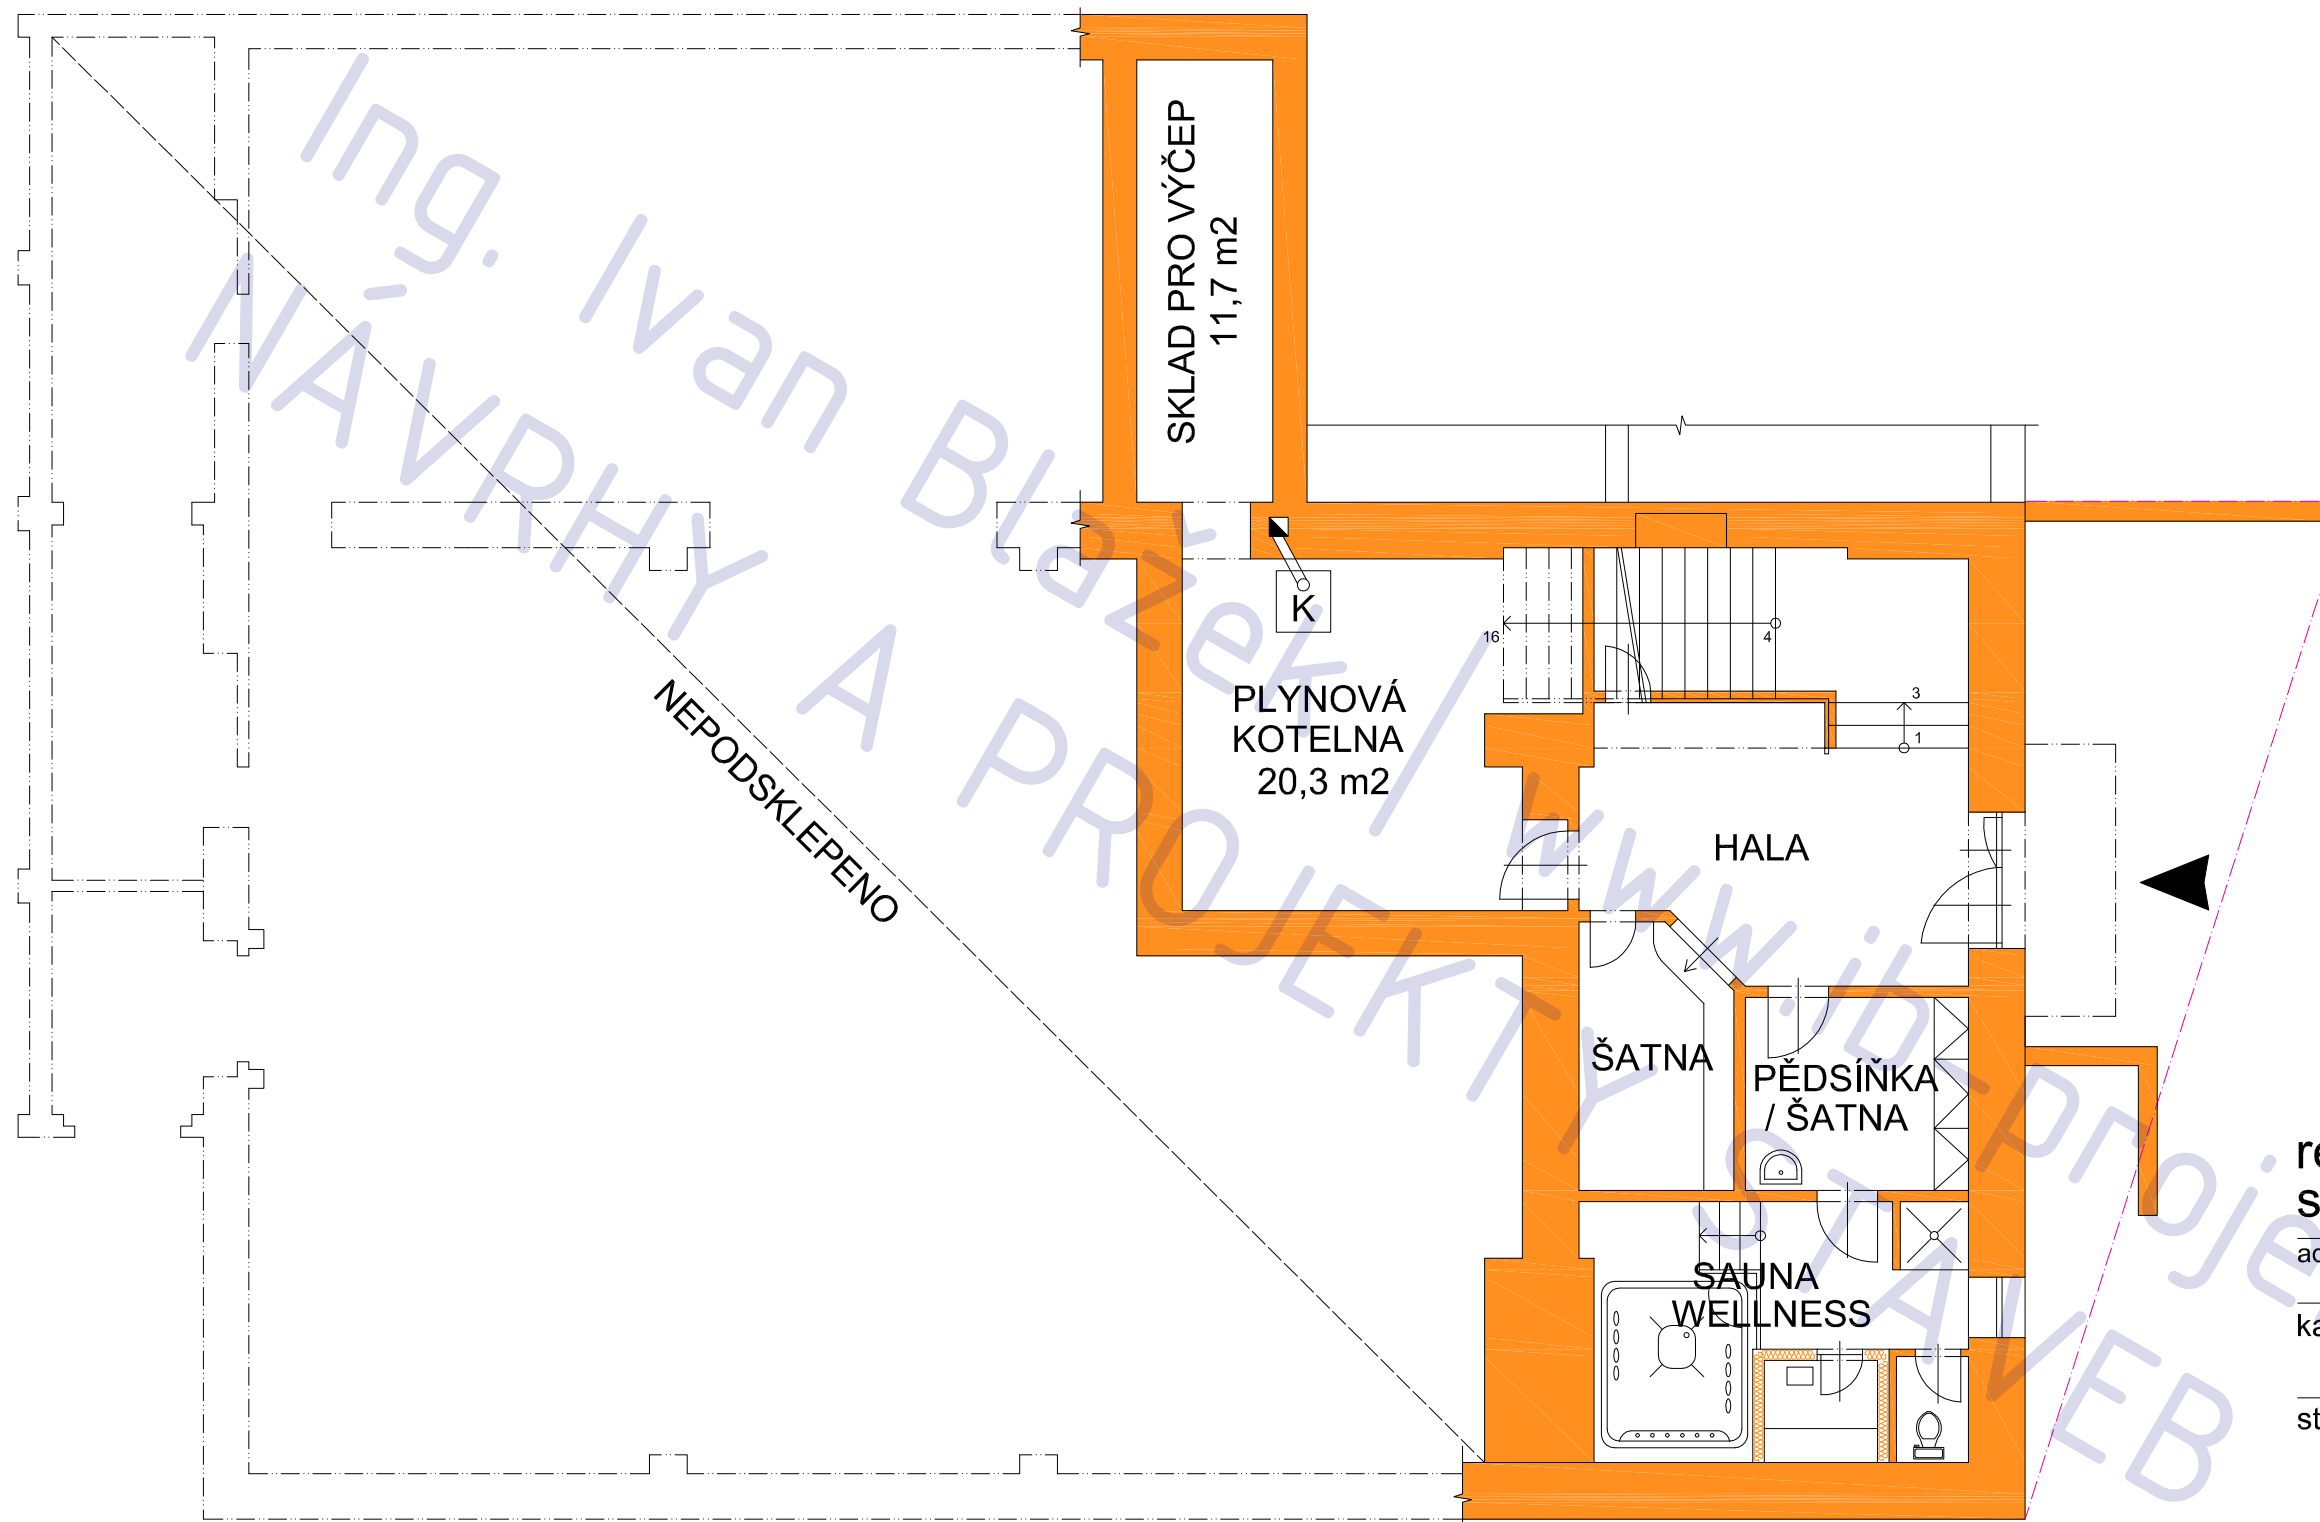 SKLAD PRO VÝČEP
11,7 m2
K
16
4
3
1
PLYNOVÁ
KOTELNA
20,3 m2
NEPODSKLEPENO
HALA
ŠATNA
PĚDSÍŇKA
/ ŠATNA
SAUNA
WELLNESS
Ing. Ivan Blažek / www.ib-proje
NÁVRHY A PROJEKTY STAVEB